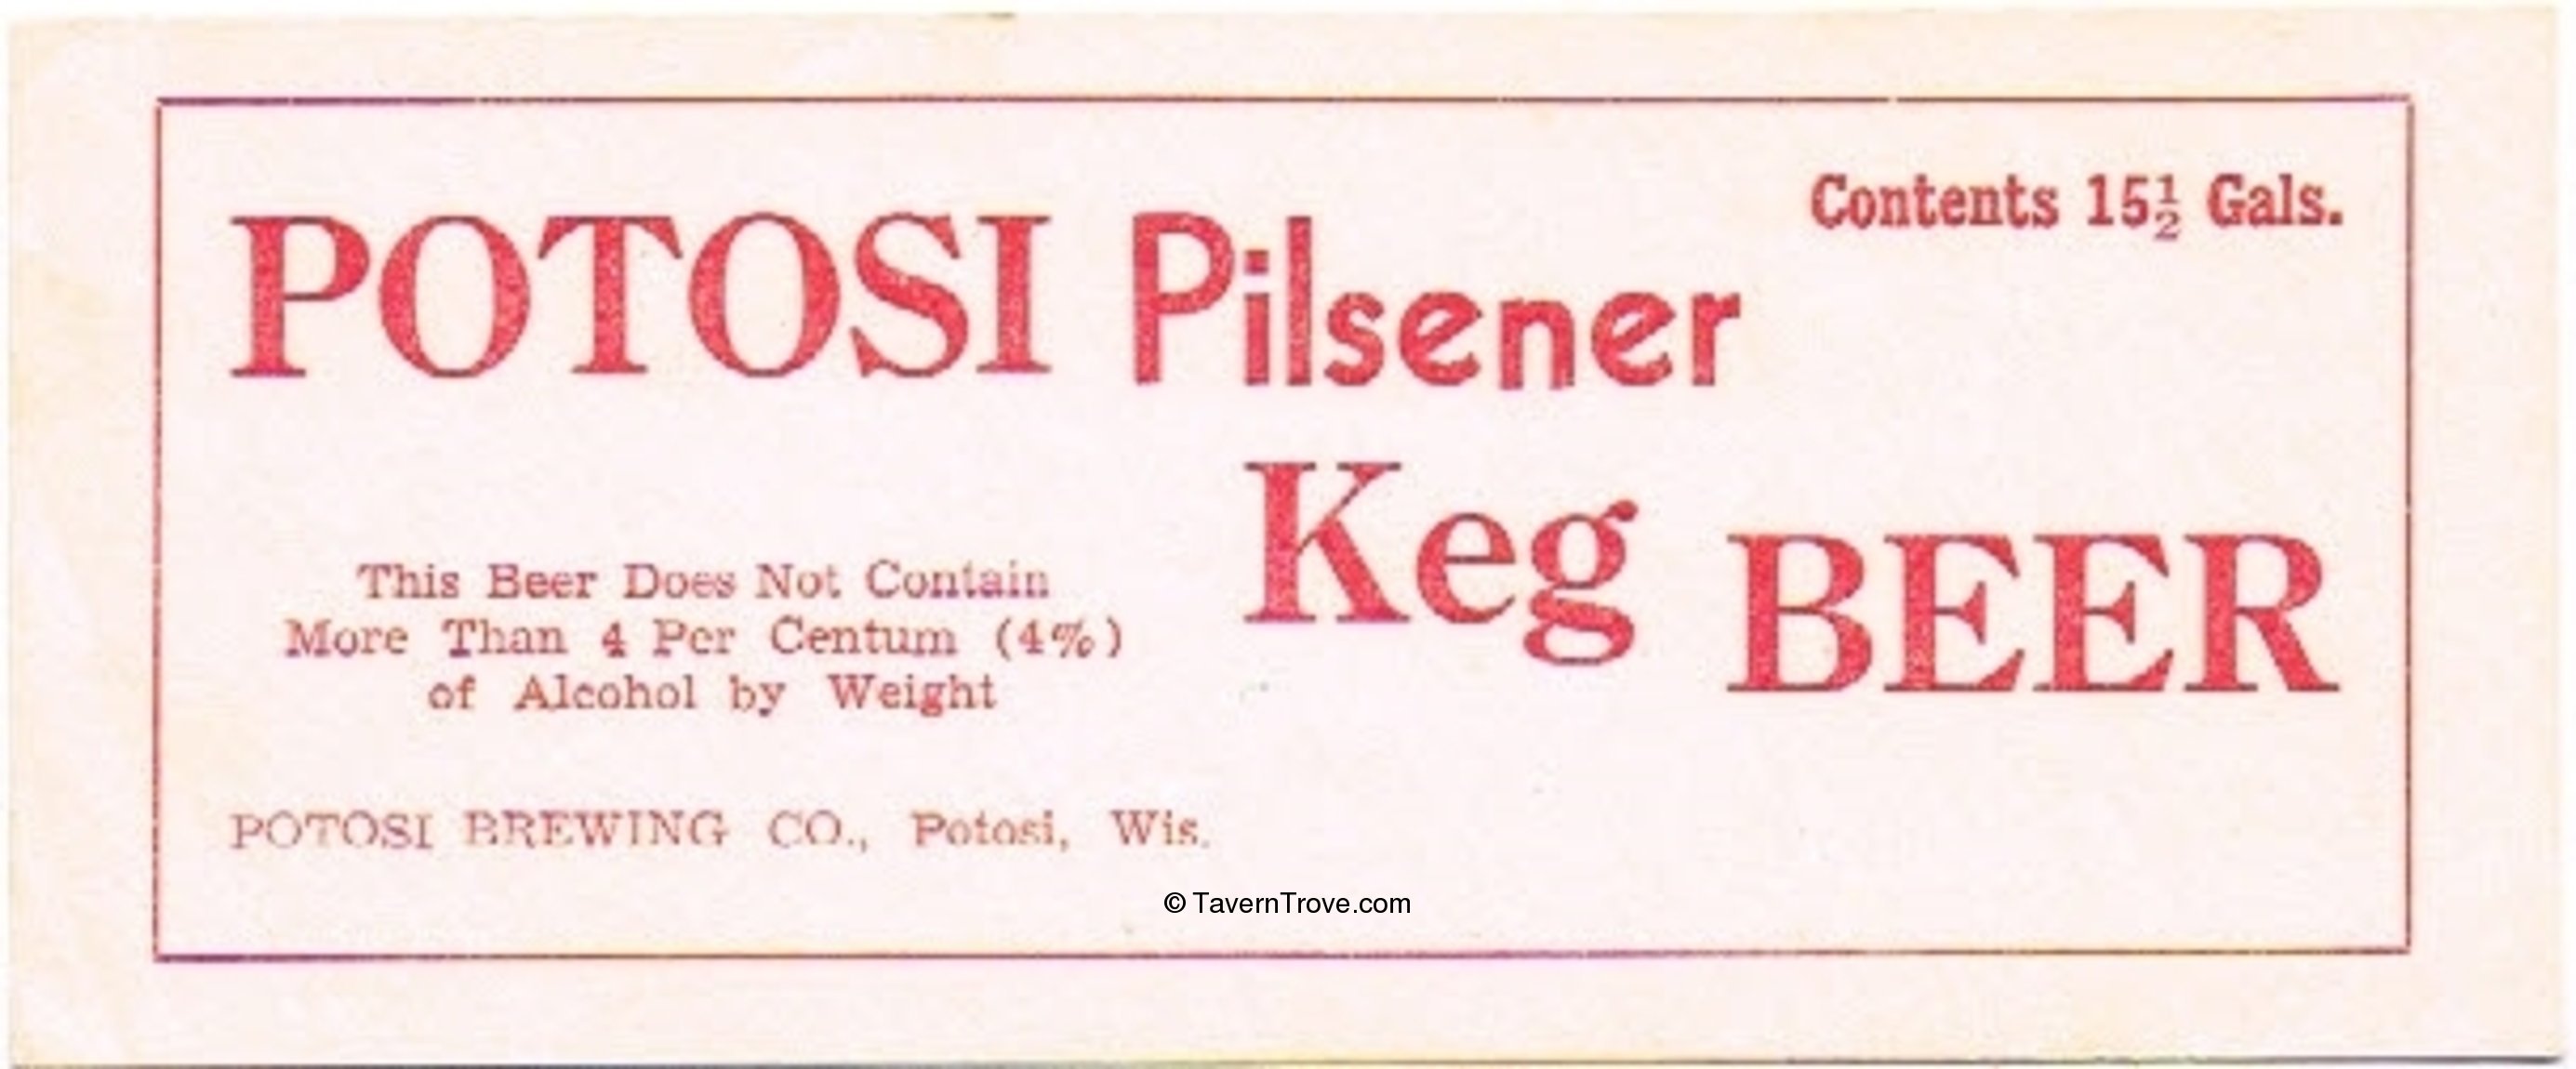 Contents 15½ Gals.
POTOSI Pilsener
Keg BEER
This Beer Does Not Contain
More Than 4 Per Centum (4%)
of Alcohol by Weight
POTOSI BREWING CO., Potosi, Wis.
© TavernTrove.com